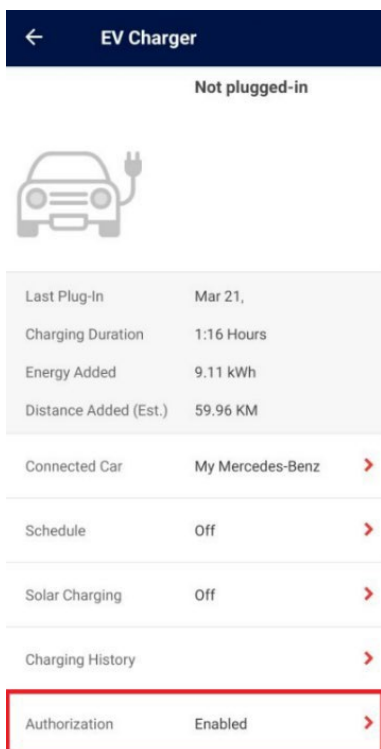 EV Charger
Not plugged-in
Last Plug-In Mar 21,
Charging Duration 1:16 Hours
Energy Added 9.11 kWh
Distance Added (Est.) 59.96 KM
Connected Car My Mercedes-Benz
Schedule Off
Solar Charging Off
Charging History
Authorization Enabled